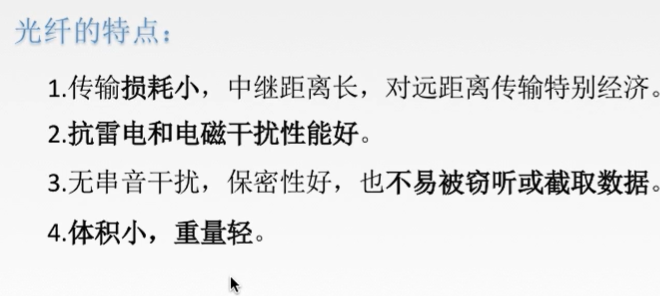 光纤的特点：
1.传输损耗小，中继距离长，对远距离传输特别经济。
2.抗雷电和电磁干扰性能好。
3.无串音干扰，保密性好，也不易被窃听或截取数据。
4.体积小，重量轻。